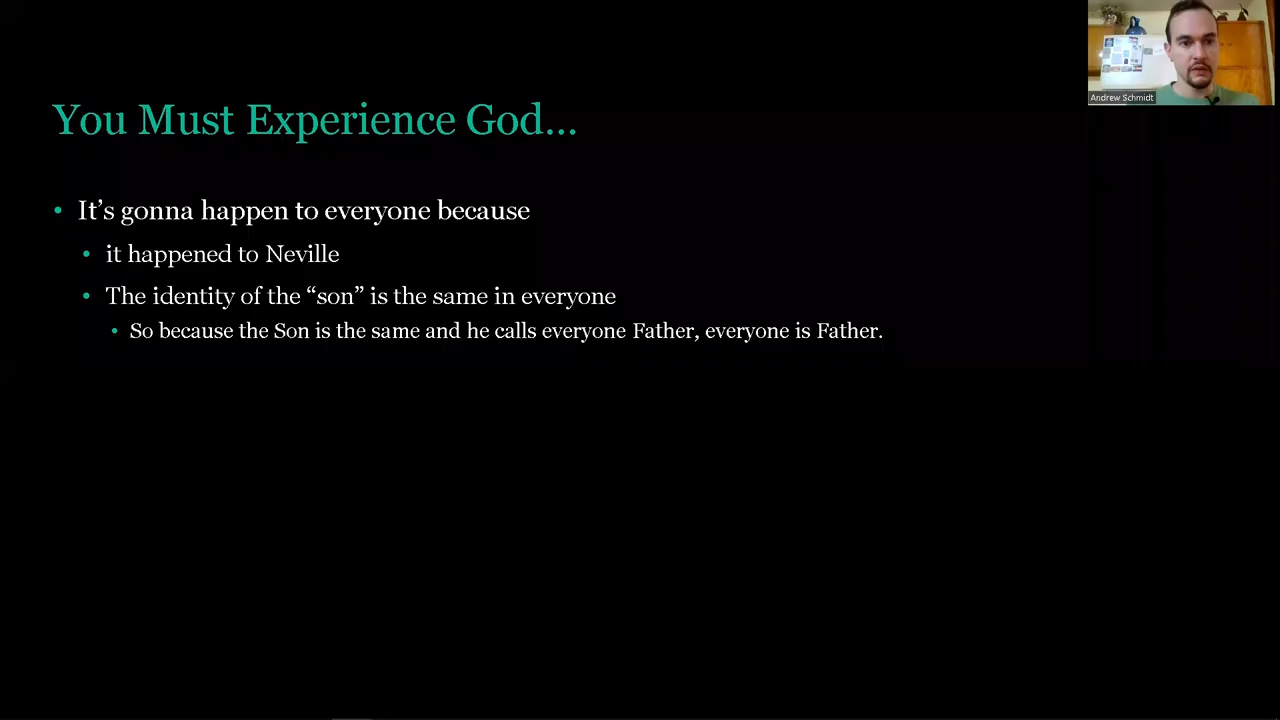 Andrew Schmidt
You Must Experience God...
• It’s gonna happen to everyone because
• it happened to Neville
• The identity of the “son” is the same in everyone
• So because the Son is the same and he calls everyone Father, everyone is Father.